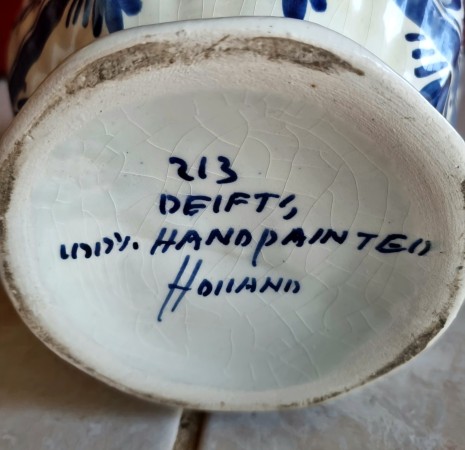 213
DELFTS
100% HANDPAINTED
HOLLAND